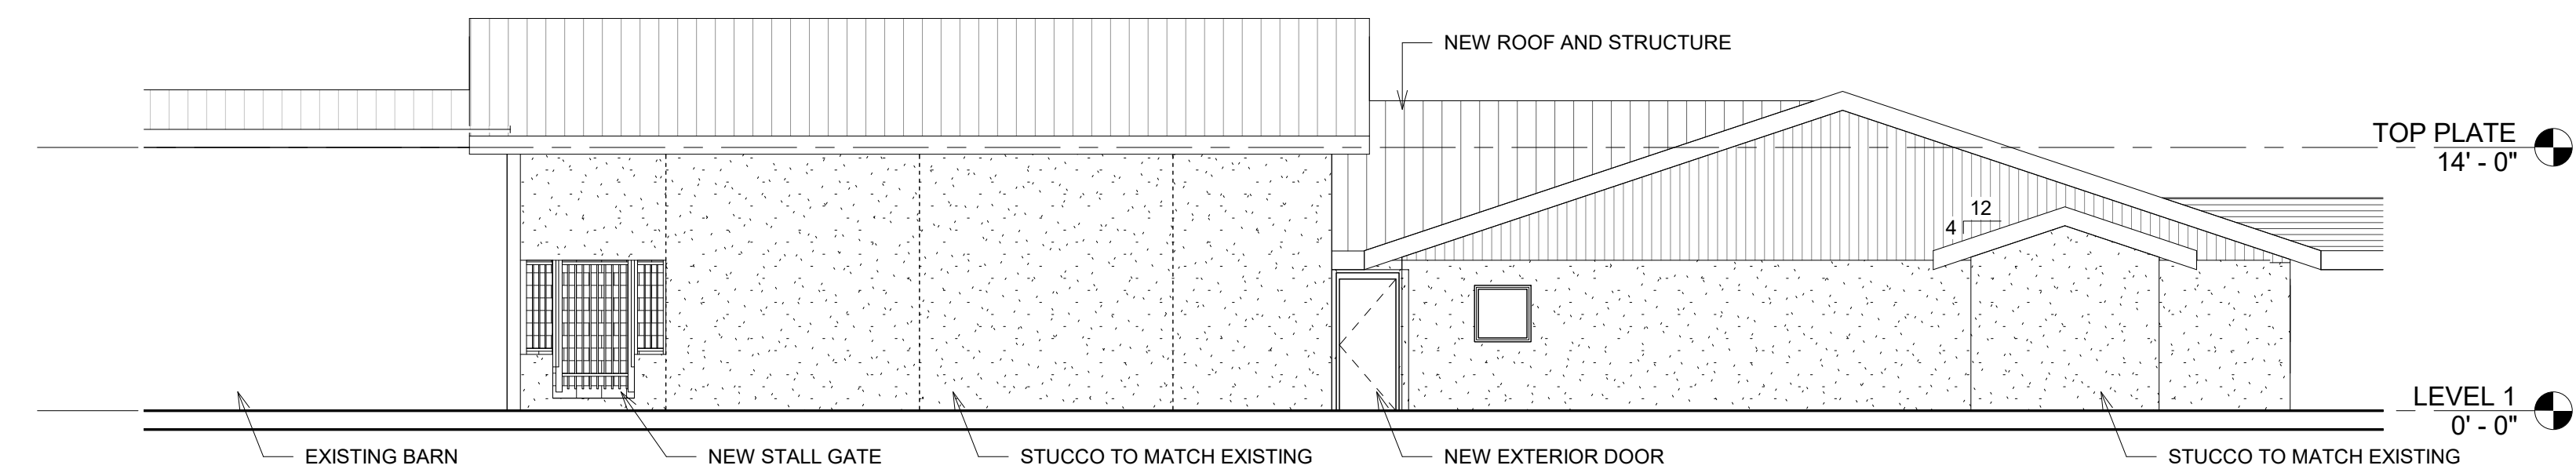 NEW ROOF AND STRUCTURE
TOP PLATE
14' - 0"
12
4
LEVEL 1
0' - 0"
EXISTING BARN
NEW STALL GATE
STUCCO TO MATCH EXISTING
NEW EXTERIOR DOOR
STUCCO TO MATCH EXISTING